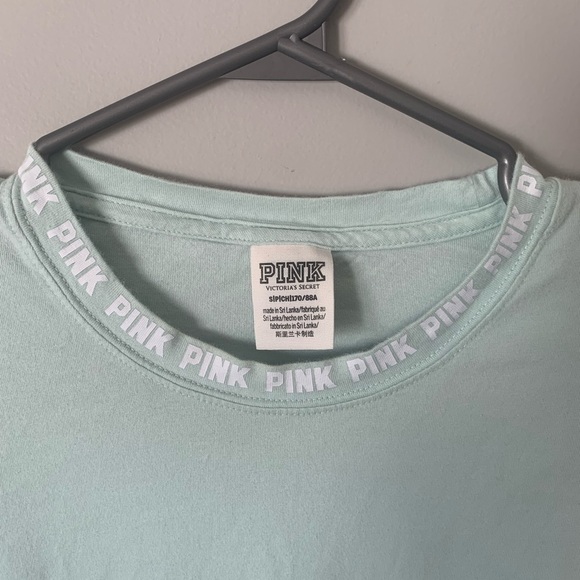 PINK PINK PINK PINK PINK PINK PINK PINK PINK PINK PINK
PINK
VICTORIA'S SECRET
S|P|CH|170/88A
made in Sri Lanka/fabriqué au
Sri Lanka/hecho en Sri Lanka/
fabbricato in Sri Lanka/
斯里兰卡制造